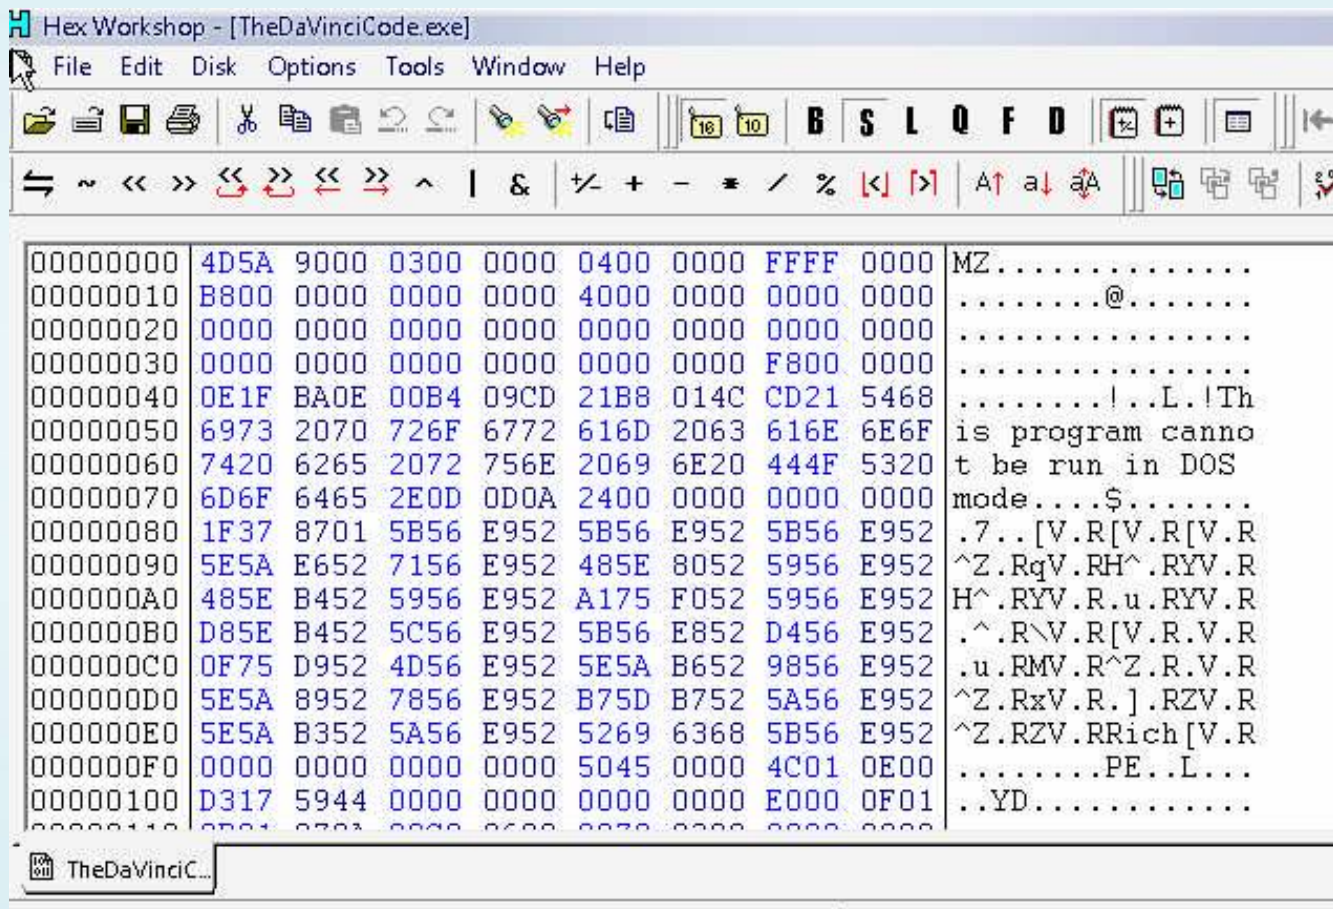 Hex Workshop - [TheDaVinciCode.exe]
File Edit Disk Options Tools Window Help
16 10 B S L Q F D
00000000 4D5A 9000 0300 0000 0400 0000 FFFF 0000 MZ..............
00000010 B800 0000 0000 0000 4000 0000 0000 0000 ........@.......
00000020 0000 0000 0000 0000 0000 0000 0000 0000 ................
00000030 0000 0000 0000 0000 0000 0000 F800 0000 ................
00000040 0E1F BA0E 00B4 09CD 21B8 014C CD21 5468 ........!..L.!Th
00000050 6973 2070 726F 6772 616D 2063 616E 6E6F is program canno
00000060 7420 6265 2072 756E 2069 6E20 444F 5320 t be run in DOS
00000070 6D6F 6465 2E0D 0D0A 2400 0000 0000 0000 mode....$.......
00000080 1F37 8701 5B56 E952 5B56 E952 5B56 E952 .7..[V.R[V.R[V.R
00000090 5E5A E652 7156 E952 485E 8052 5956 E952 ^Z.RqV.RH^.RYV.R
000000A0 485E B452 5956 E952 A175 F052 5956 E952 H^.RYV.R.u.RYV.R
000000B0 D85E B452 5C56 E952 5B56 E852 D456 E952 .^.R\V.R[V.R.V.R
000000C0 0F75 D952 4D56 E952 5E5A B652 9856 E952 .u.RMV.R^Z.R.V.R
000000D0 5E5A 8952 7856 E952 B75D B752 5A56 E952 ^Z.RxV.R.].RZV.R
000000E0 5E5A B352 5A56 E952 5269 6368 5B56 E952 ^Z.RZV.RRich[V.R
000000F0 0000 0000 0000 0000 5045 0000 4C01 0E00 ........PE..L...
00000100 D317 5944 0000 0000 0000 0000 E000 0F01 ..YD............
TheDaVinciC...